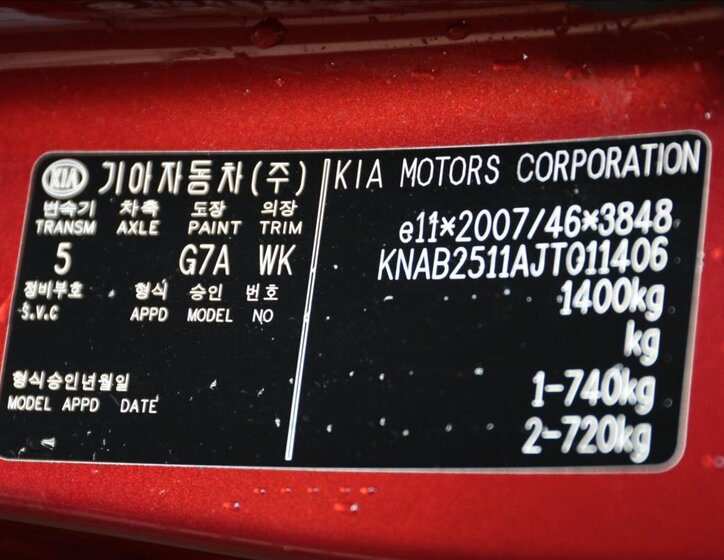 KIA 기아자동차(주)
변속기 차축 도장 의장
TRANSM AXLE PAINT TRIM
5 G7A WK
정비부호 형식 승인 번호
S.V.C APPD MODEL NO
형식승인년월일
MODEL APPD DATE
KIA MOTORS CORPORATION
e11*2007/46*3848
KNAB2511AJT011406
1400kg
kg
1-740kg
2-720kg